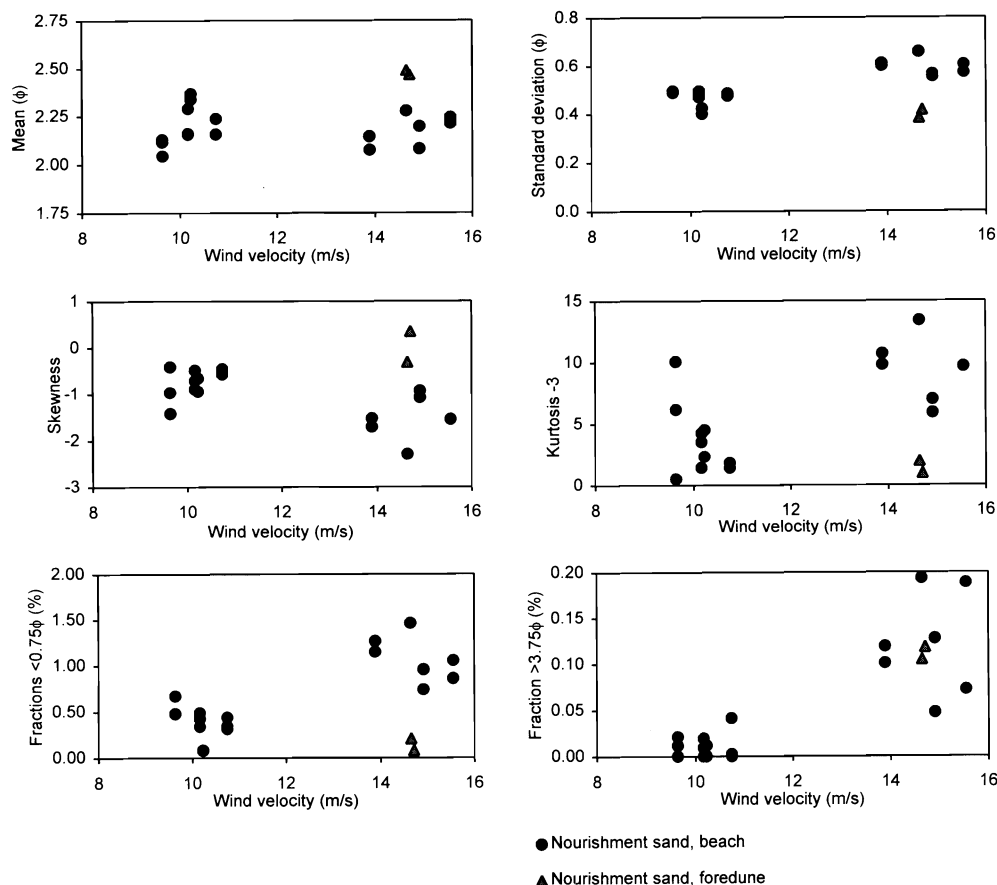 2.75
2.50
2.25
2.00
1.75
Mean (ϕ)
8 10 12 14 16
Wind velocity (m/s)
0.8
0.6
0.4
0.2
0.0
Standard deviation (ϕ)
8 10 12 14 16
Wind velocity (m/s)
1
0
-1
-2
-3
Skewness
8 10 12 14 16
Wind velocity (m/s)
15
10
5
0
Kurtosis -3
8 10 12 14 16
Wind velocity (m/s)
2.00
1.50
1.00
0.50
0.00
Fractions <0.75ϕ (%)
8 10 12 14 16
Wind velocity (m/s)
0.20
0.15
0.10
0.05
0.00
Fraction >3.75ϕ (%)
8 10 12 14 16
Wind velocity (m/s)
Nourishment sand, beach
Nourishment sand, foredune